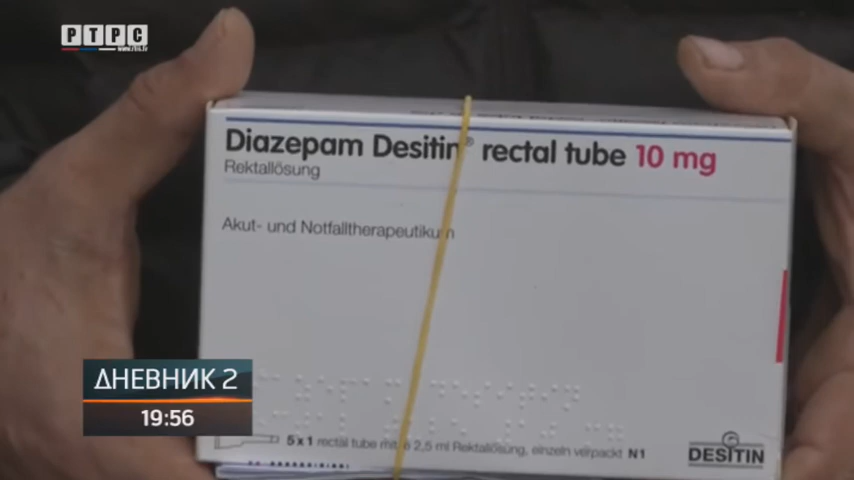 РТРС
Diazepam Desitin® rectal tube 10 mg
Rektallösung
Akut- und Notfalltherapeutikum
ДНЕВНИК 2
19:56
5 x 1 rectal tube mit à 2,5 ml Rektallösung, einzeln verpackt N1
DESITIN